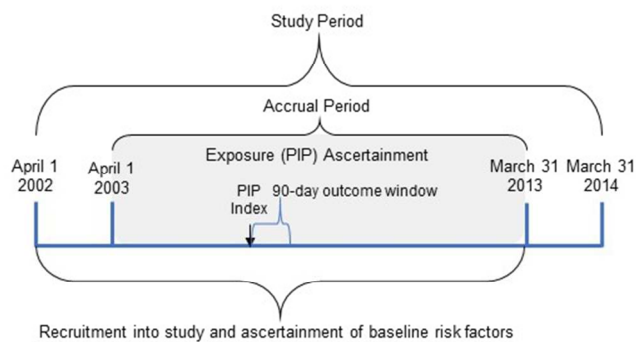 Study Period
Accrual Period
Exposure (PIP) Ascertainment
April 1
2002
April 1
2003
March 31
2013
March 31
2014
PIP
Index
90-day outcome window
Recruitment into study and ascertainment of baseline risk factors